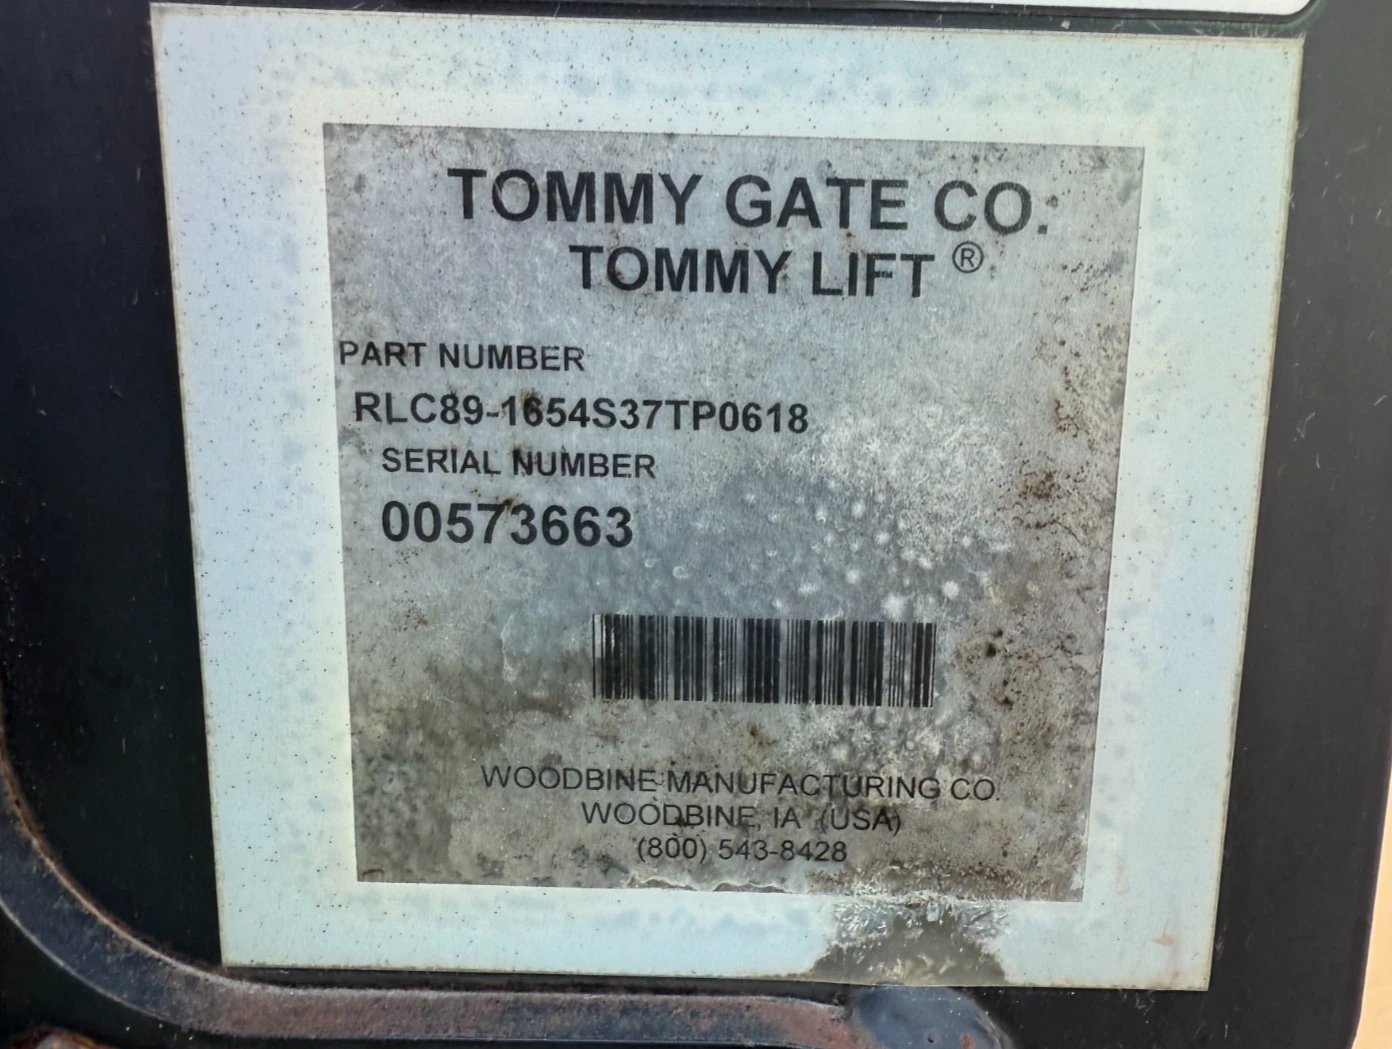 TOMMY GATE CO.
TOMMY LIFT ®
PART NUMBER
RLC89-1654S37TP0618
SERIAL NUMBER
00573663
WOODBINE MANUFACTURING CO.
WOODBINE, IA (USA)
(800) 543-8428